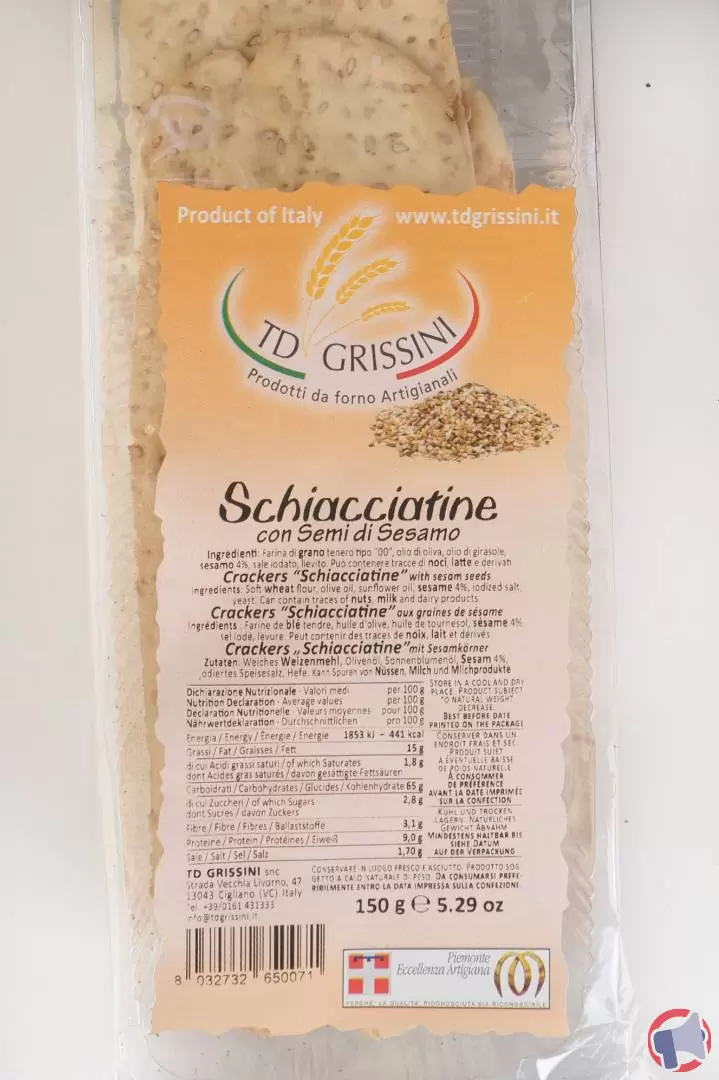 Product of Italy www.tdgrissini.it
TD GRISSINI
Prodotti da forno Artigianali
Schiacciatine
con Semi di Sesamo
Ingredienti: Farina di grano tenero tipo "00", olio di oliva, olio di girasole,
sesamo 4%, sale iodato, lievito. Può contenere tracce di noci, latte e derivati
Crackers "Schiacciatine" with sesam seeds
Ingredients: Soft wheat flour, olive oil, sunflower oil, sesame 4%, iodized salt,
yeast. Can contain traces of nuts, milk and dairy products.
Crackers "Schiacciatine" aux graines de sésame
Ingrédients: Farine de blé tendre, huile d'olive, huile de tournesol, sésame 4%
sel iodé, levure. Peut contenir des traces de noix, lait et dérivés
Crackers „Schiacciatine" mit Sesamkörner
Zutaten: Weiches Weizenmehl, Olivenöl, Sonnenblumenöl, Sesam 4%,
odiertes Speisesalz, Hefe. Kann Spuren von Nüssen, Milch und Milchprodukte
Dichiarazione Nutrizionale - Valori medi per 100 g
Nutrition Declaration - Average values per 100 g
Declaration Nutritionelle - Valeurs moyennes pour 100 g
Nährwertdeklaration - Durchschnittlichen pro 100 g
Energia / Energy / Énergie / Energie 1853 kJ - 441 kcal
Grassi / Fat / Graisses / Fett 15 g
di cui Acidi grassi saturi / of which Saturates 1,8 g
dont Acides gras saturés / davon gesättigte Fettsäuren
Carboidrati / Carbohydrates / Glucides / Kohlenhydrate 65 g
di cui Zuccheri / of which Sugars 2,8 g
dont Sucres / davon Zuckers
Fibre / Fibre / Fibres / Ballaststoffe 3,1 g
Proteine / Protein / Protéines / Eiweiß 9,0 g
Sale / Salt / Sel / Salz 1,70 g
STORE IN A COOL AND DRY
PLACE. PRODUCT SUBJECT
TO NATURAL WEIGHT
DECREASE.
BEST BEFORE DATE
PRINTED ON THE PACKAGE
CONSERVER DANS UN
ENDROIT FRAIS ET SEC.
PRODUIT SUJET
A ÉVENTUELLE BAISSE
DE POIDS NATURELLE
A CONSOMMER
DE PRÉFÉRENCE
AVANT LA DATE IMPRIMÉE
SUR LA CONFECTION
KÜHL UND TROCKEN
LAGERN. NATÜRLICHES
GEWICHT ABNAHM
MINDESTENS HALTBAR BIS
SIEHE DATUM
AUF DER VERPACKUNG
TD GRISSINI snc
Strada Vecchia Livorno, 47
13043 Cigliano (VC) Italy
Tel. +39/0161 431333
info@tdgrissini.it
CONSERVARE IN LUOGO FRESCO E ASCIUTTO. PRODOTTO SOG
GETTO A CALO NATURALE DI PESO. DA CONSUMARSI PREFE-
RIBILMENTE ENTRO LA DATA IMPRESSA SULLA CONFEZIONE.
150 g ℮ 5.29 oz
8 032732 650071
Piemonte
Eccellenza Artigiana
PERCHÉ LA QUALITÀ RICONOSCIUTA SIA RICONOSCIBILE